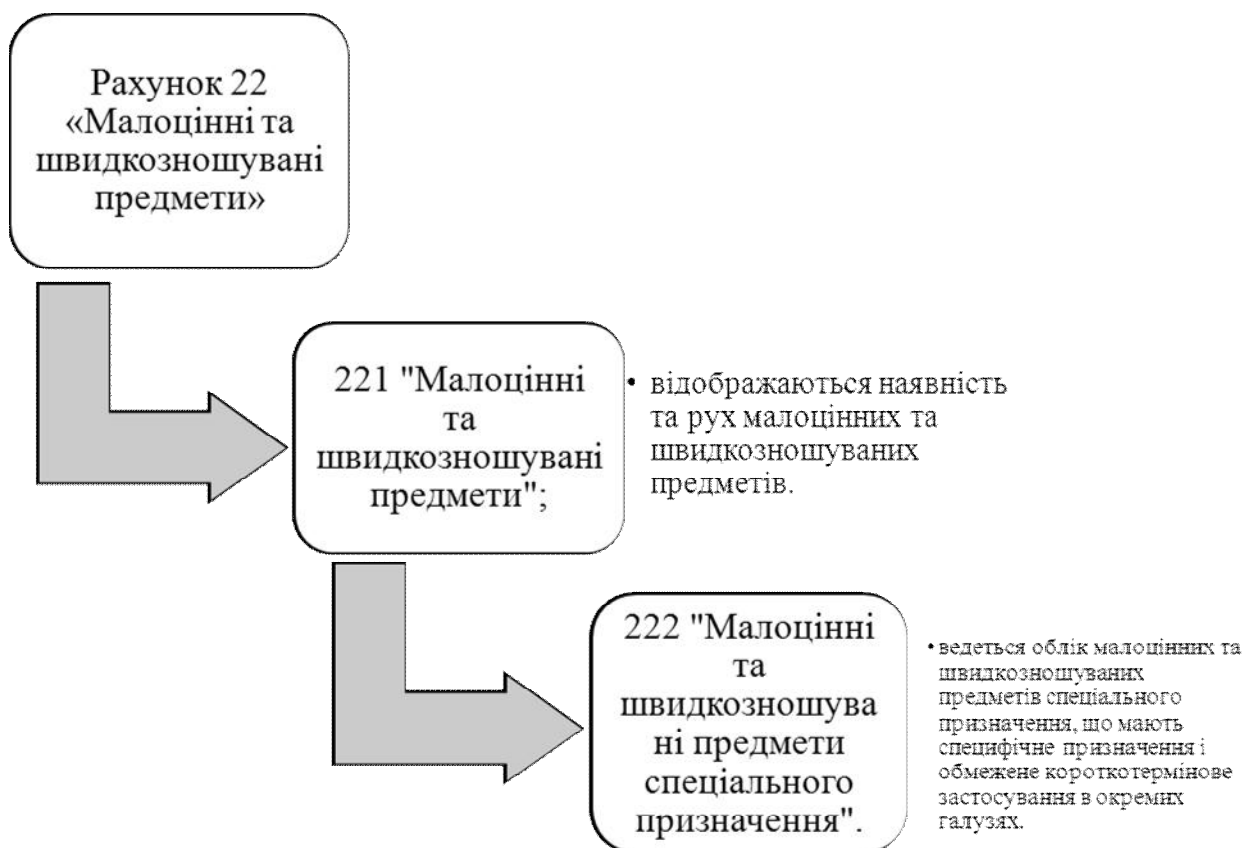 Рахунок 22
«Малоцінні та
швидкозношувані
предмети»
221 "Малоцінні
та
швидкозношувані
предмети";
• відображаються наявність
та рух малоцінних та
швидкозношуваних
предметів.
222 "Малоцінні
та
швидкозношува
ні предмети
спеціального
призначення".
• ведеться облік малоцінних та
швидкозношуваних
предметів спеціального
призначення, що мають
специфічне призначення і
обмежене короткотермінове
застосування в окремих
галузях.